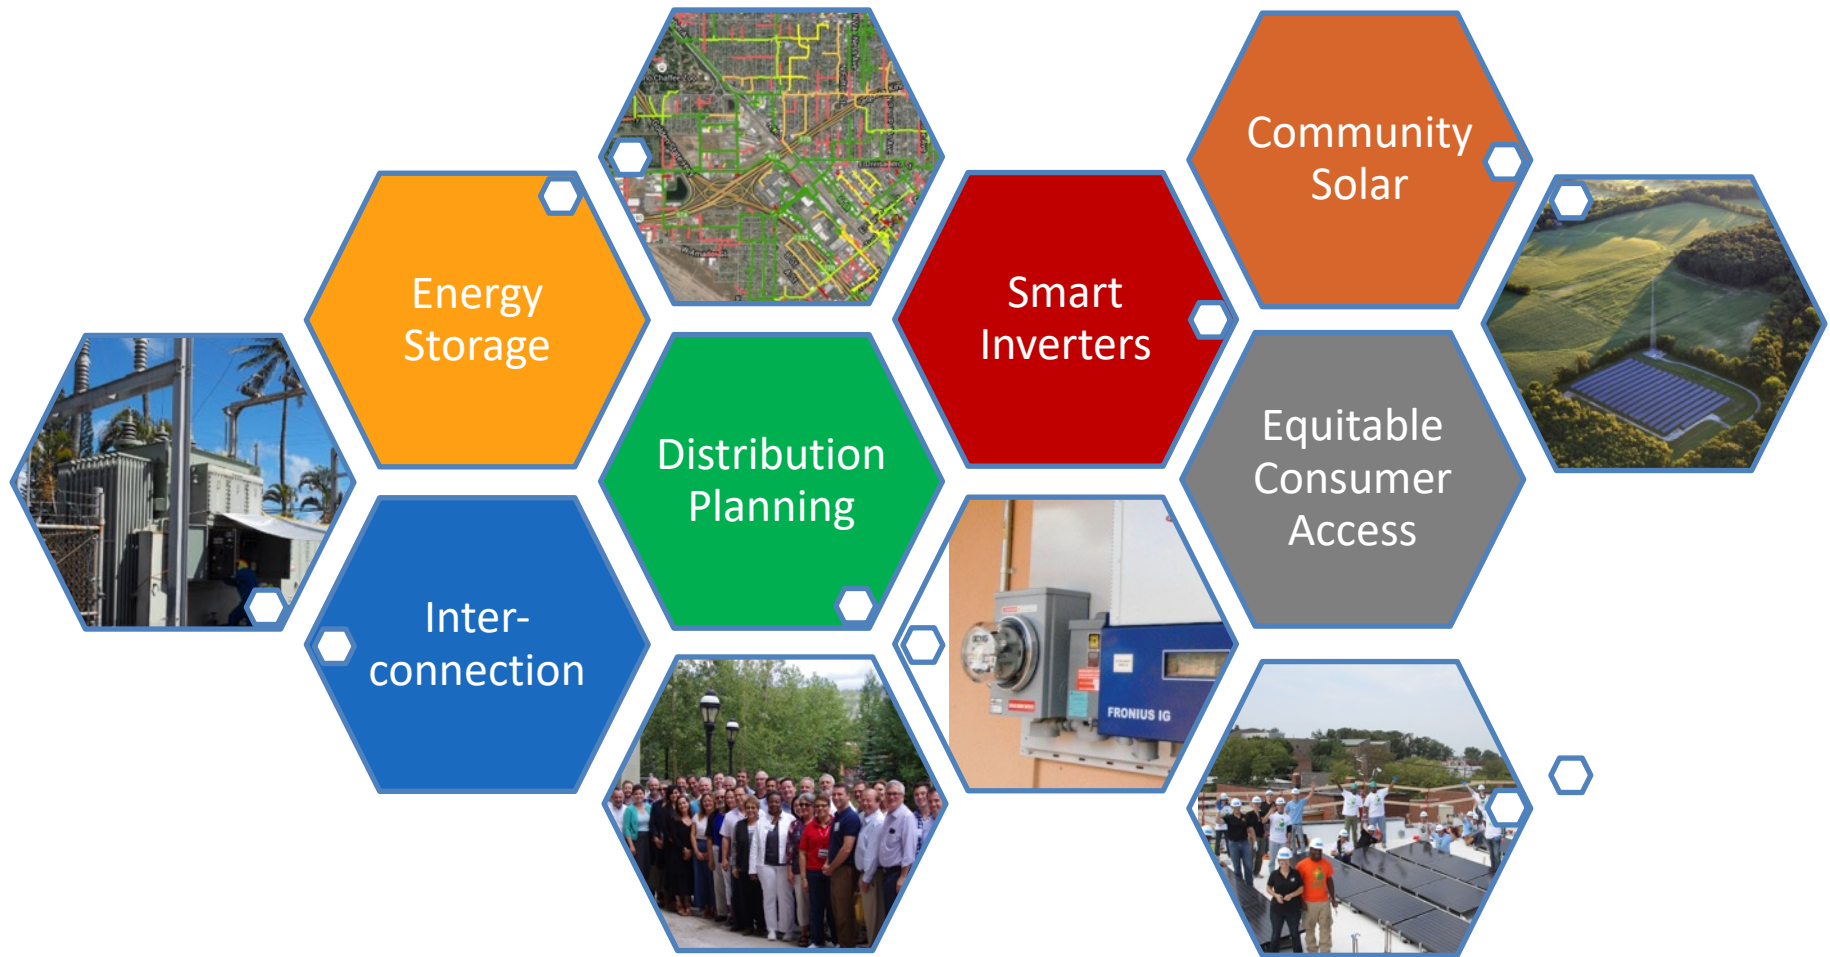 Community
Solar
Energy
Storage
Smart
Inverters
Distribution
Planning
Equitable
Consumer
Access
Inter-
connection
FRONIUS IG